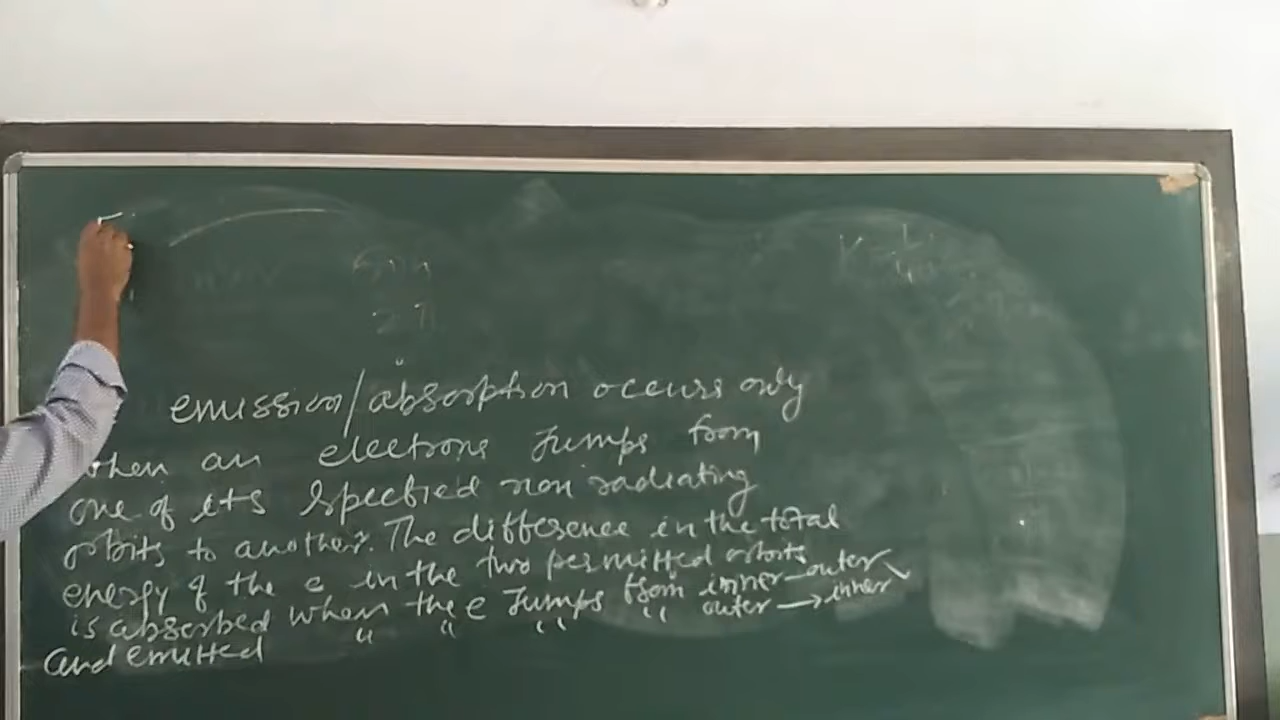 emission/absorption occurs only
when an electrons Jumps from
one of its specified non radiating
orbits to another. The difference in the total
energy of the e in the two permitted orbits
is absorbed when the e Jumps from inner-outer
and emitted " " " " outer → inner